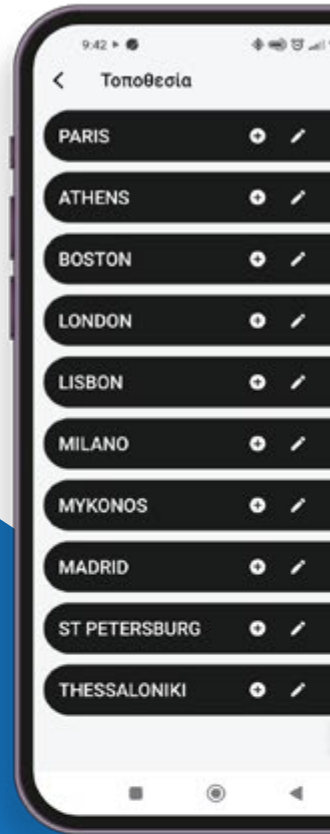 9:42
Τοποθεσία
PARIS
ATHENS
BOSTON
LONDON
LISBON
MILANO
MYKONOS
MADRID
ST PETERSBURG
THESSALONIKI